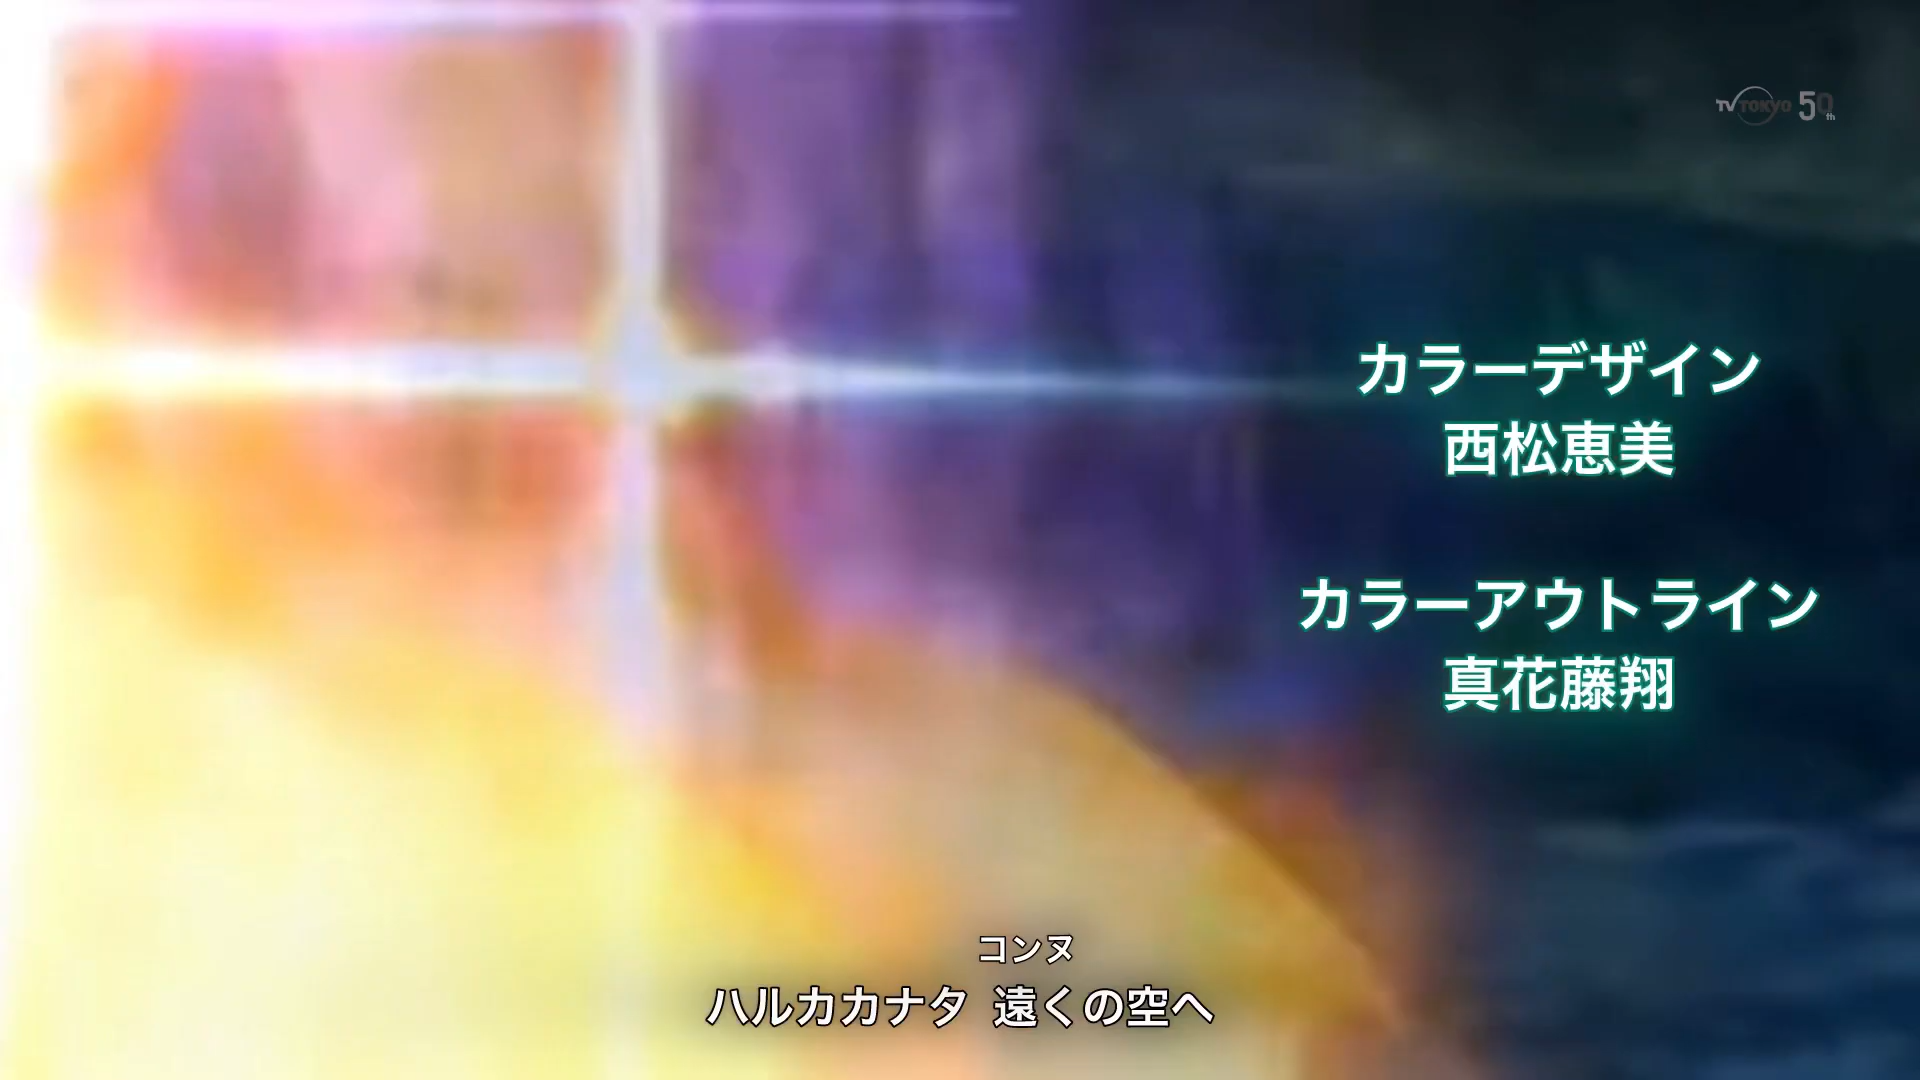 TV TOKYO 50th
カラーデザイン
西松恵美
カラーアウトライン
真花藤翔
コンヌ
ハルカカナタ 遠くの空へ